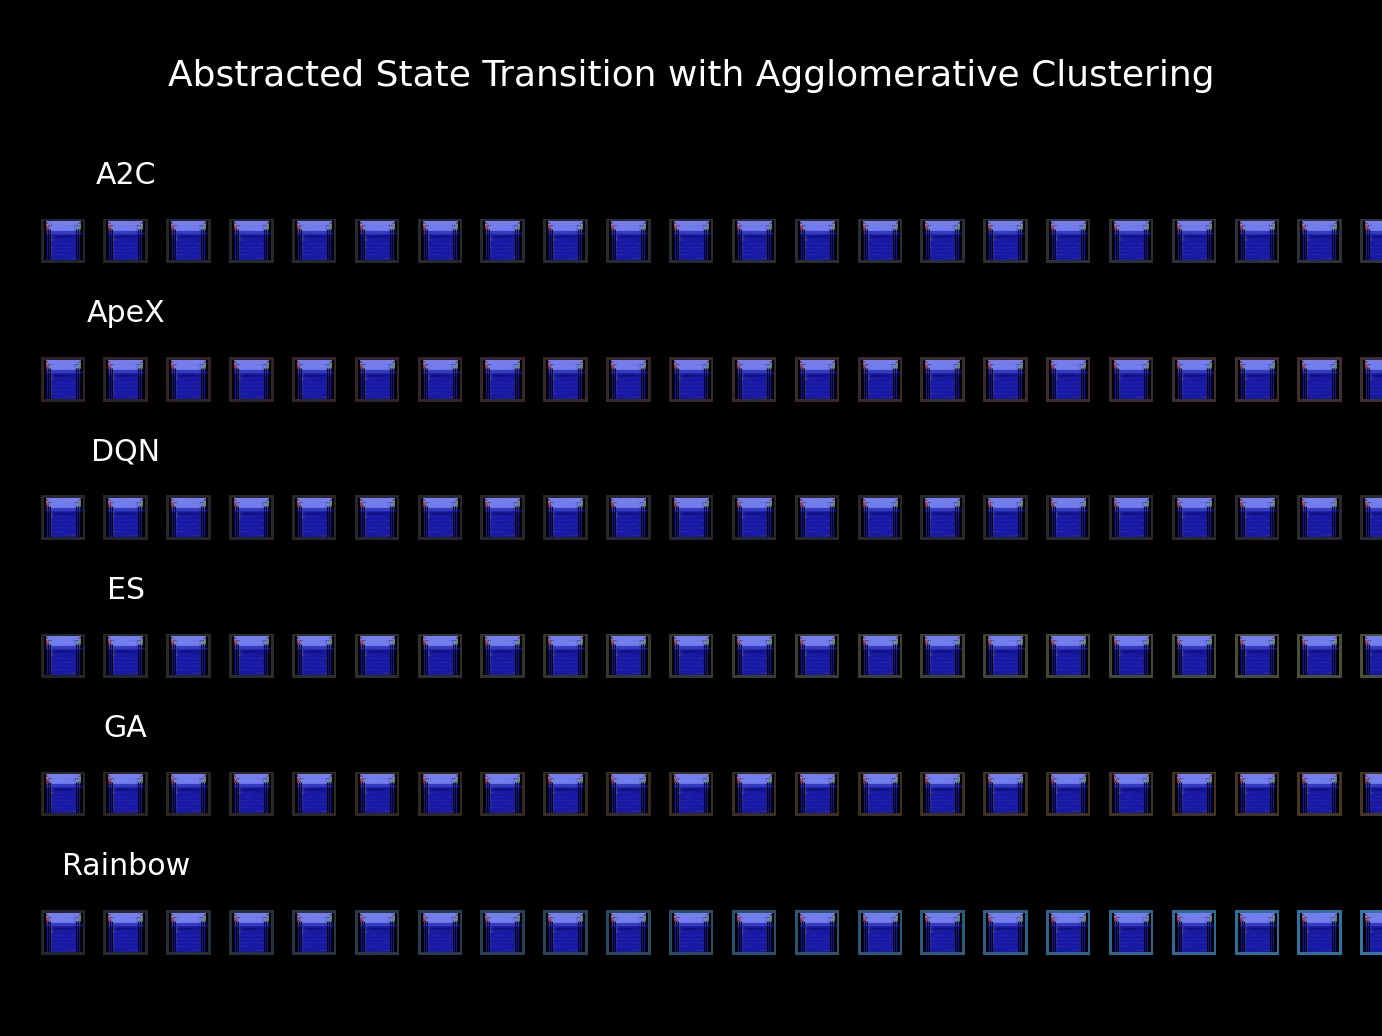 Abstracted State Transition with Agglomerative Clustering
A2C
ApeX
DQN
ES
GA
Rainbow